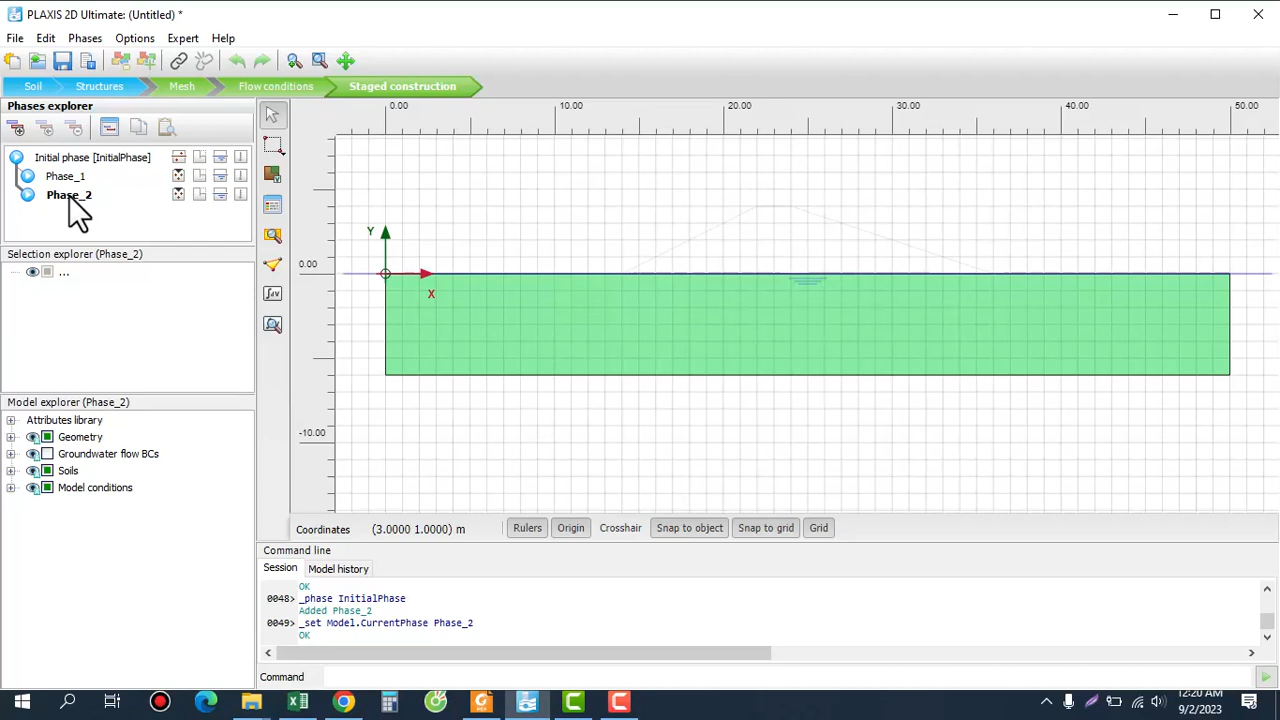 PLAXIS 2D Ultimate: (Untitled) *
File Edit Phases Options Expert Help
Soil Structures Mesh Flow conditions Staged construction
Phases explorer
Initial phase [InitialPhase]
Phase_1
Phase_2
Selection explorer (Phase_2)
...
Model explorer (Phase_2)
Attributes library
Geometry
Groundwater flow BCs
Soils
Model conditions
0.00 10.00 20.00 30.00 40.00 50.00
Y
0.00
X
-10.00
Coordinates (3.0000 1.0000) m Rulers Origin Crosshair Snap to object Snap to grid Grid
Command line
Session Model history
OK
0048> _phase InitialPhase
Added Phase_2
0049> _set Model.CurrentPhase Phase_2
OK
Command
12:20 AM
9/2/2023